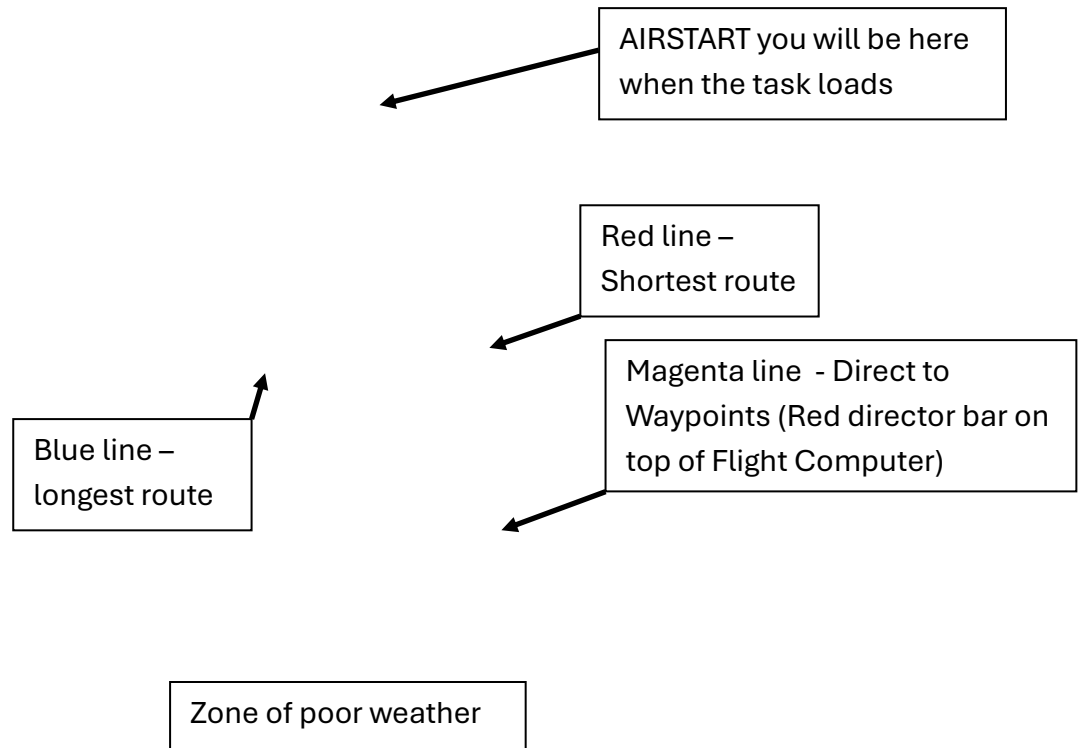 AIRSTART you will be here
when the task loads
Red line –
Shortest route
Magenta line  - Direct to
Waypoints (Red director bar on
top of Flight Computer)
Blue line –
longest route
Zone of poor weather